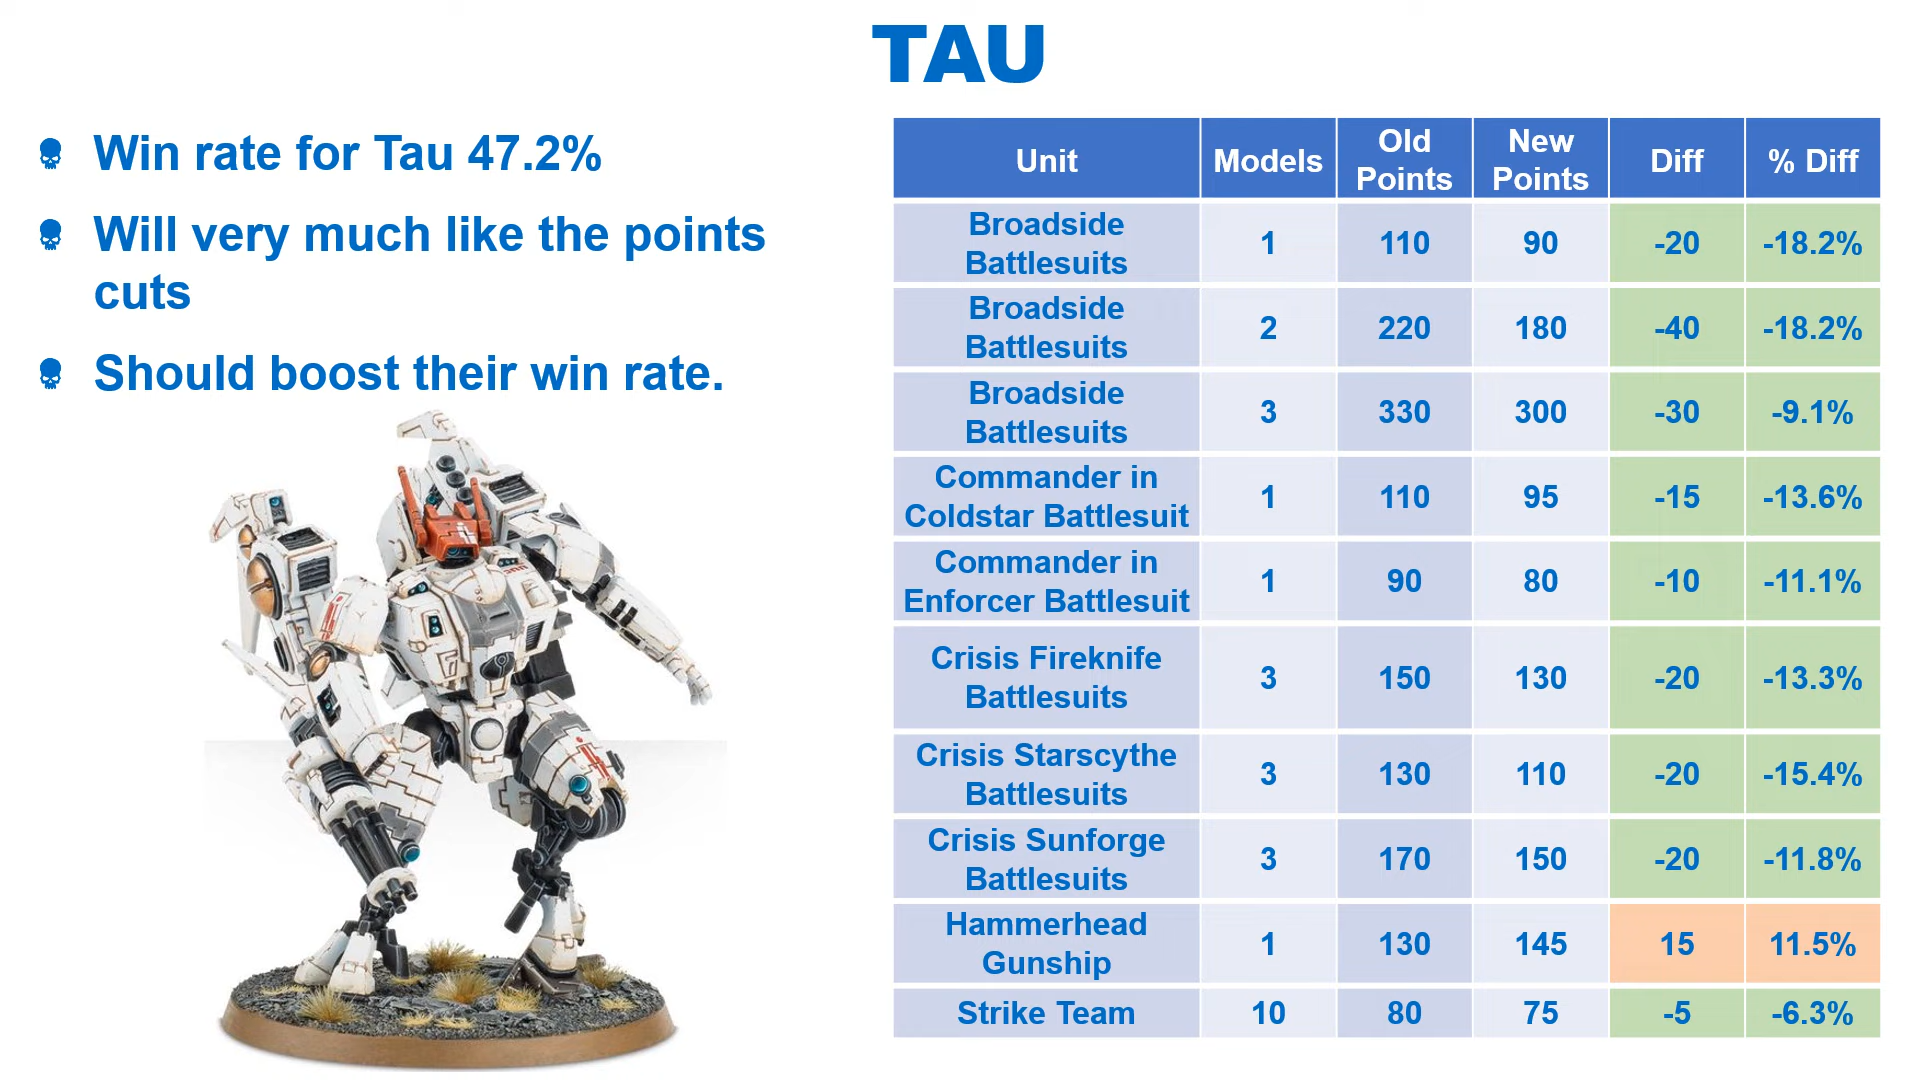 TAU
Win rate for Tau 47.2%
Will very much like the points
cuts
Should boost their win rate.
Unit Models Old Points New Points Diff % Diff
Broadside Battlesuits 1 110 90 -20 -18.2%
Broadside Battlesuits 2 220 180 -40 -18.2%
Broadside Battlesuits 3 330 300 -30 -9.1%
Commander in Coldstar Battlesuit 1 110 95 -15 -13.6%
Commander in Enforcer Battlesuit 1 90 80 -10 -11.1%
Crisis Fireknife Battlesuits 3 150 130 -20 -13.3%
Crisis Starscythe Battlesuits 3 130 110 -20 -15.4%
Crisis Sunforge Battlesuits 3 170 150 -20 -11.8%
Hammerhead Gunship 1 130 145 15 11.5%
Strike Team 10 80 75 -5 -6.3%